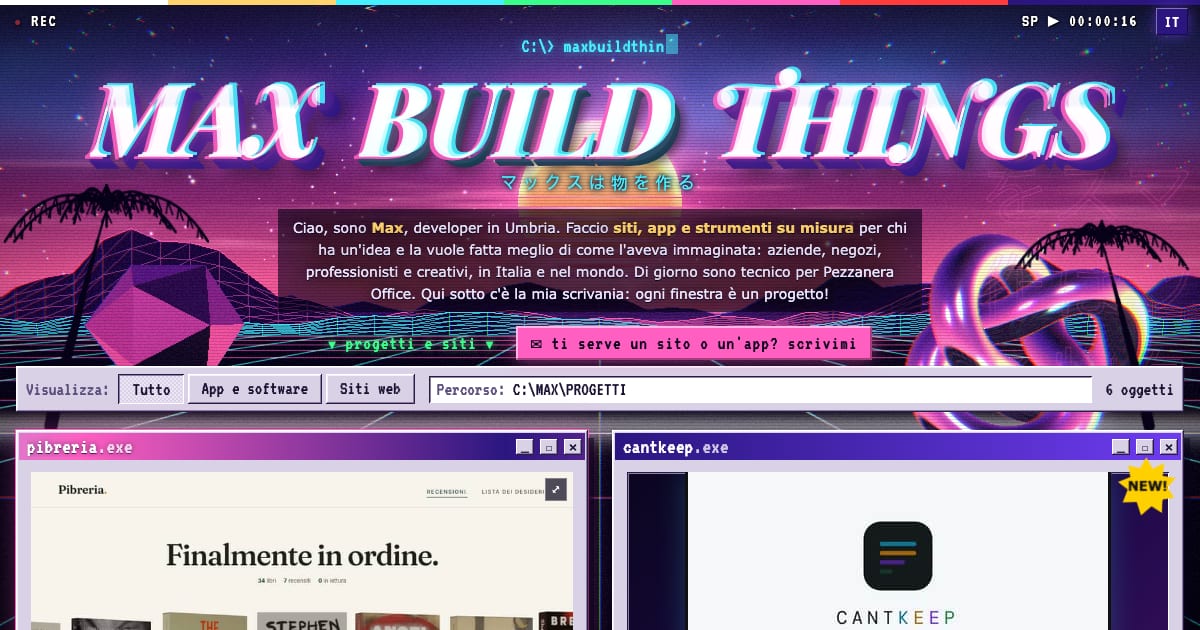 REC
SP ▶ 00:00:16
IT
C:\> maxbuildthin
MAX BUILD THINGS
マックスは物を作る
Ciao, sono Max, developer in Umbria. Faccio siti, app e strumenti su misura per chi
ha un'idea e la vuole fatta meglio di come l'aveva immaginata: aziende, negozi,
professionisti e creativi, in Italia e nel mondo. Di giorno sono tecnico per Pezzanera
Office. Qui sotto c'è la mia scrivania: ogni finestra è un progetto!
▼ progetti e siti ▼
✉ ti serve un sito o un'app? scrivimi
Visualizza: Tutto App e software Siti web Percorso: C:\MAX\PROGETTI 6 oggetti
pibreria.exe
cantkeep.exe
NEW!
Pibreria.
RECENSIONI LISTA DEI DESIDERI
Finalmente in ordine.
34 libri 7 recensiti 0 in lettura
THE
STEPHEN
BRE
CANTKEEP